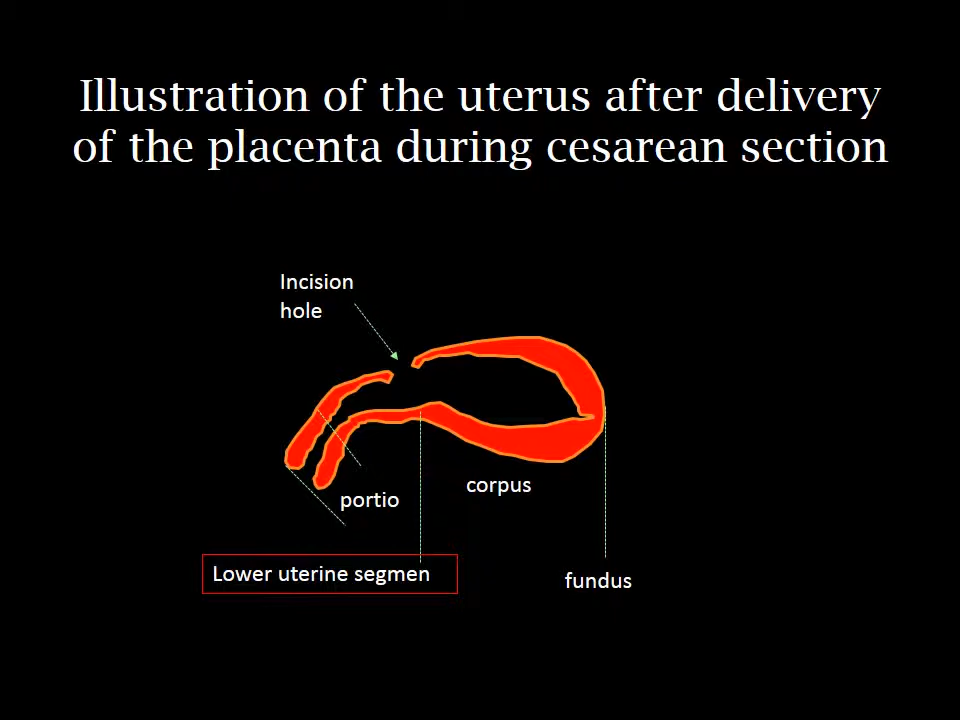 Illustration of the uterus after delivery
of the placenta during cesarean section
Incision
hole
portio
corpus
Lower uterine segmen
fundus